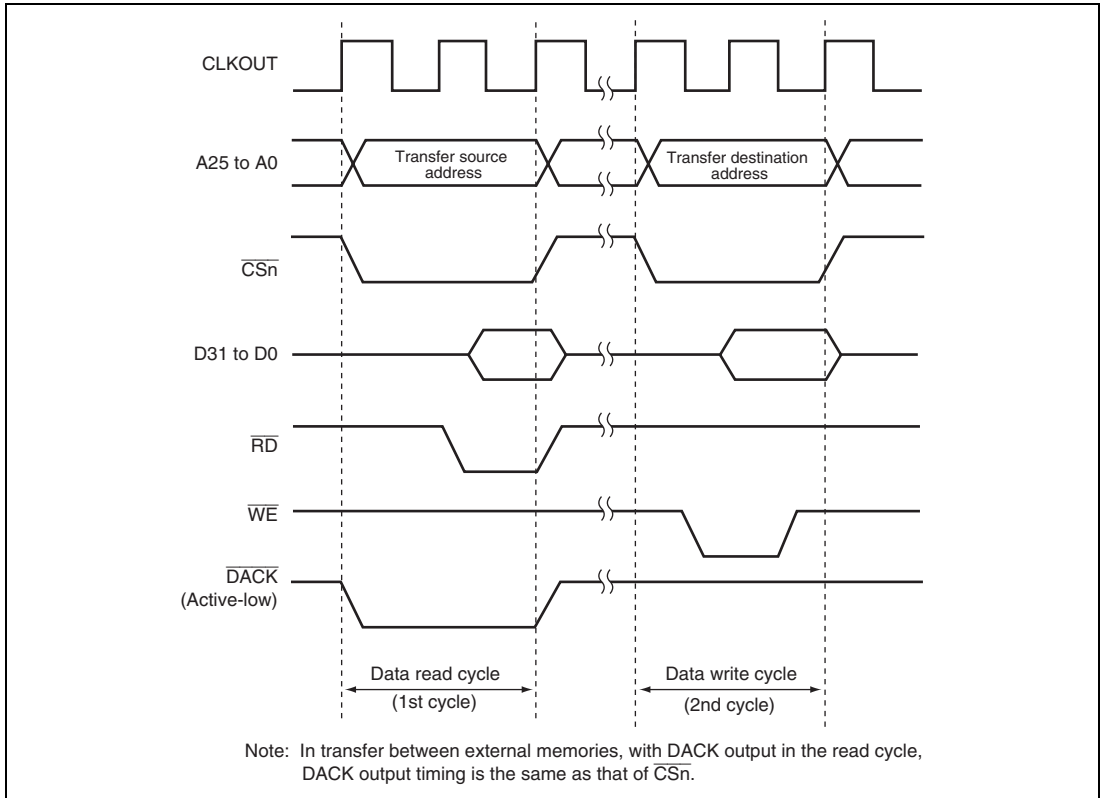 CLKOUT
A25 to A0
Transfer source
address
Transfer destination
address
CSn
D31 to D0
RD
WE
DACK
(Active-low)
Data read cycle
(1st cycle)
Data write cycle
(2nd cycle)
Note: In transfer between external memories, with DACK output in the read cycle,
DACK output timing is the same as that of CSn.